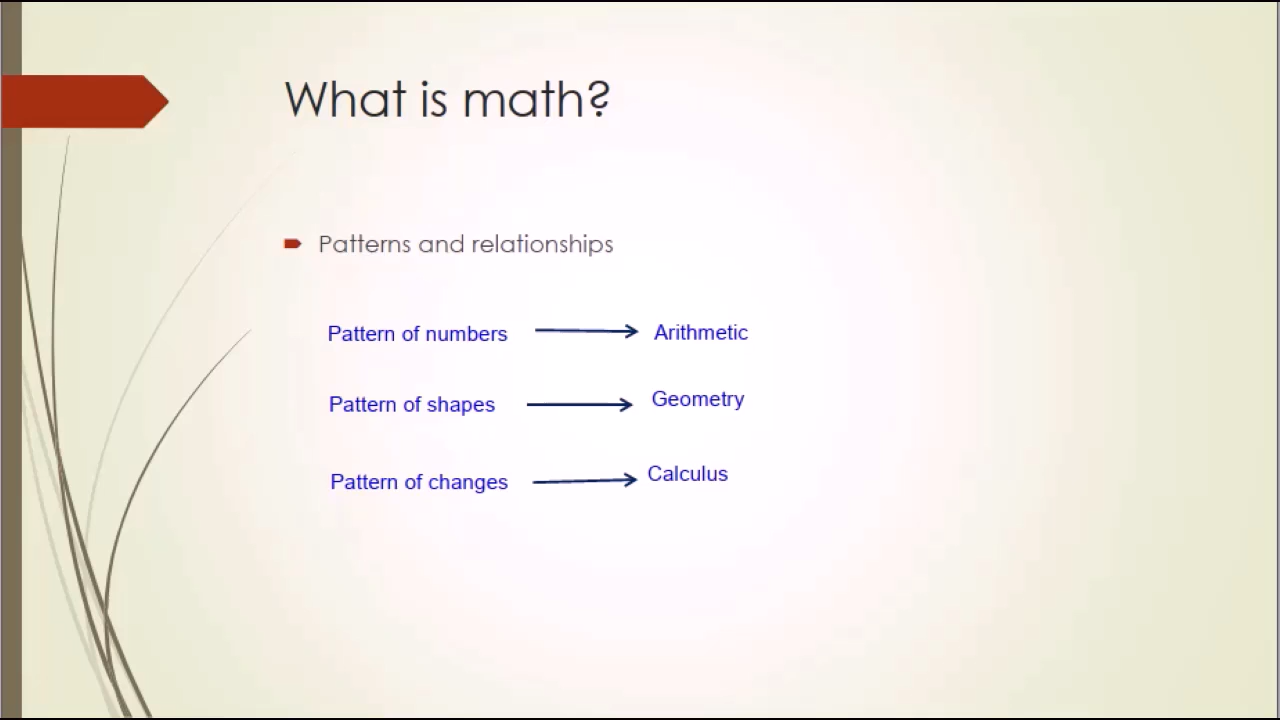 What is math?
Patterns and relationships
Pattern of numbers Arithmetic
Pattern of shapes Geometry
Pattern of changes Calculus